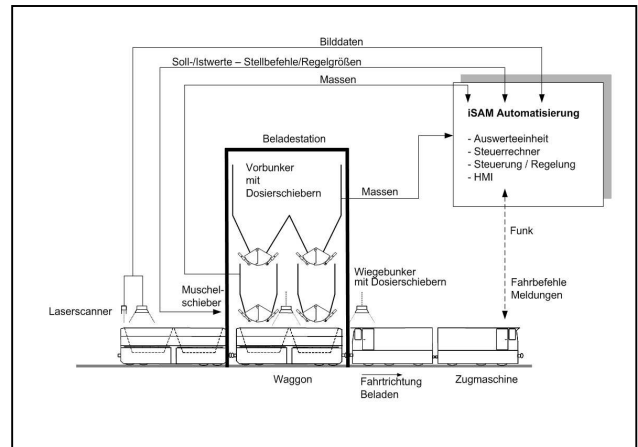 Bilddaten
Soll-/Istwerte – Stellbefehle/Regelgrößen
Massen
iSAM Automatisierung
- Auswerteeinheit
- Steuerrechner
- Steuerung / Regelung
- HMI
Beladestation
Vorbunker
mit
Dosierschiebern
Massen
Funk
Wiegebunker
mit Dosierschiebern
Muschel-
schieber
Fahrbefehle
Meldungen
Laserscanner
Waggon
Fahrtrichtung
Beladen
Zugmaschine